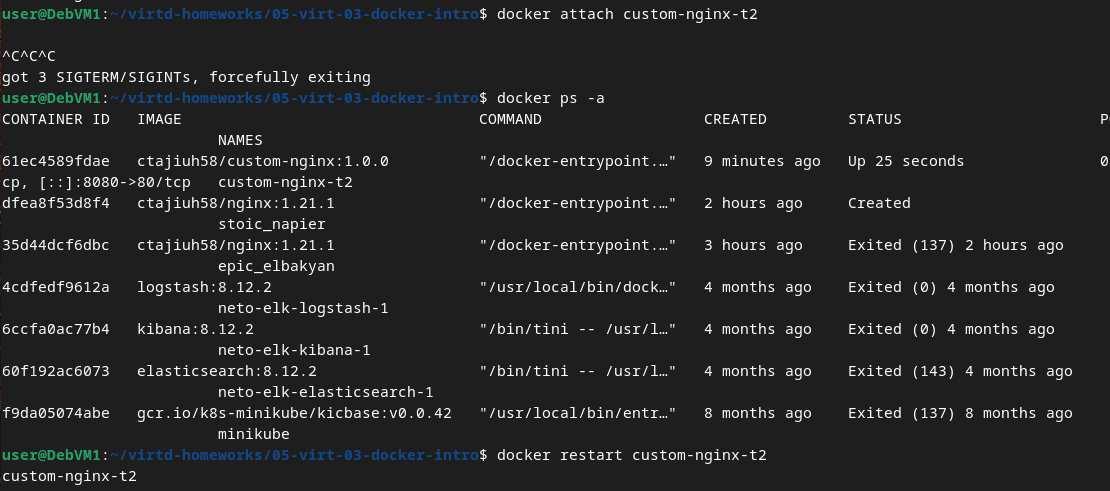 user@DebVM1:~/virtd-homeworks/05-virt-03-docker-intro$ docker attach custom-nginx-t2
^C^C^C
got 3 SIGTERM/SIGINTs, forcefully exiting
user@DebVM1:~/virtd-homeworks/05-virt-03-docker-intro$ docker ps -a
CONTAINER ID   IMAGE                                 COMMAND                  CREATED         STATUS                      PO
                        NAMES
61ec4589fdae   ctajiuh58/custom-nginx:1.0.0          "/docker-entrypoint.…"   9 minutes ago   Up 25 seconds               0
cp, [::]:8080->80/tcp   custom-nginx-t2
dfea8f53d8f4   ctajiuh58/nginx:1.21.1                "/docker-entrypoint.…"   2 hours ago     Created
                        stoic_napier
35d44dcf6dbc   ctajiuh58/nginx:1.21.1                "/docker-entrypoint.…"   3 hours ago     Exited (137) 2 hours ago
                        epic_elbakyan
4cdfedf9612a   logstash:8.12.2                       "/usr/local/bin/dock…"   4 months ago    Exited (0) 4 months ago
                        neto-elk-logstash-1
6ccfa0ac77b4   kibana:8.12.2                         "/bin/tini -- /usr/l…"   4 months ago    Exited (0) 4 months ago
                        neto-elk-kibana-1
60f192ac6073   elasticsearch:8.12.2                  "/bin/tini -- /usr/l…"   4 months ago    Exited (143) 4 months ago
                        neto-elk-elasticsearch-1
f9da05074abe   gcr.io/k8s-minikube/kicbase:v0.0.42   "/usr/local/bin/entr…"   8 months ago    Exited (137) 8 months ago
                        minikube
user@DebVM1:~/virtd-homeworks/05-virt-03-docker-intro$ docker restart custom-nginx-t2
custom-nginx-t2